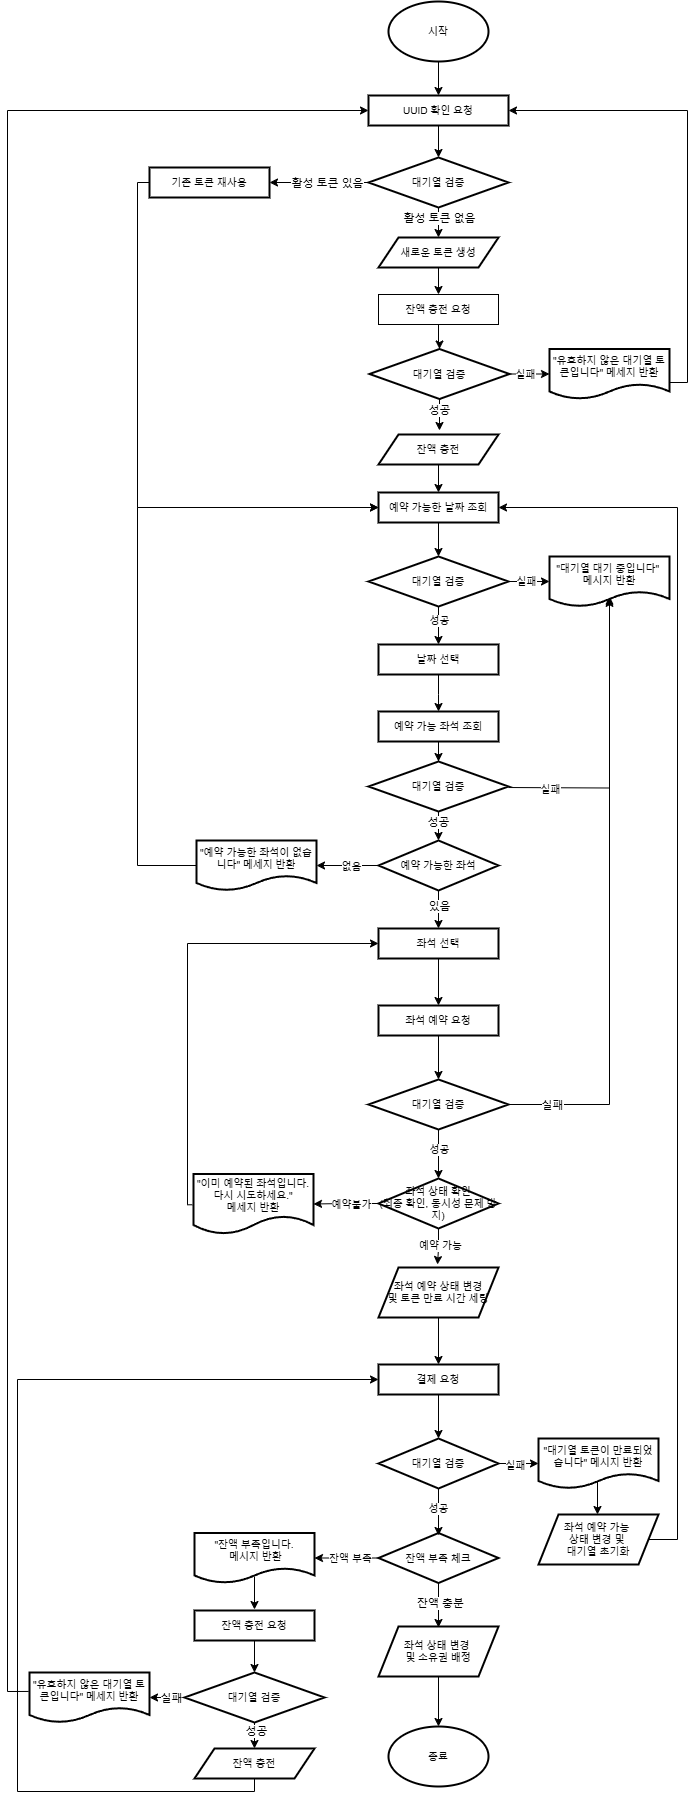 시작
UUID 확인 요청
기존 토큰 재사용
활성 토큰 있음
대기열 검증
활성 토큰 없음
새로운 토큰 생성
잔액 충전 요청
대기열 검증
실패
"유효하지 않은 대기열 토
큰입니다" 메세지 반환
성공
잔액 충전
예약 가능한 날짜 조회
대기열 검증
실패
"대기열 대기 중입니다"
메시지 반환
성공
날짜 선택
예약 가능 좌석 조회
대기열 검증
실패
성공
"예약 가능한 좌석이 없습
니다" 메세지 반환
없음
예약 가능한 좌석
있음
좌석 선택
좌석 예약 요청
대기열 검증
실패
성공
"이미 예약된 좌석입니다.
다시 시도하세요."
메세지 반환
예약불가
좌석 상태 확인
확인, 동시성 문제 방
지)
예약 가능
좌석 예약 상태 변경
및 토큰 만료 시간 세팅
결제 요청
대기열 검증
실패
"대기열 토큰이 만료되었
습니다" 메시지 반환
성공
좌석 예약 가능
상태 변경 및
대기열 초기화
"잔액 부족입니다.
메시지 반환
잔액 부족
잔액 부족 체크
잔액 충분
잔액 충전 요청
좌석 상태 변경
및 소유권 배정
"유효하지 않은 대기열 토
큰입니다" 메세지 반환
실패
대기열 검증
성공
잔액 충전
종료